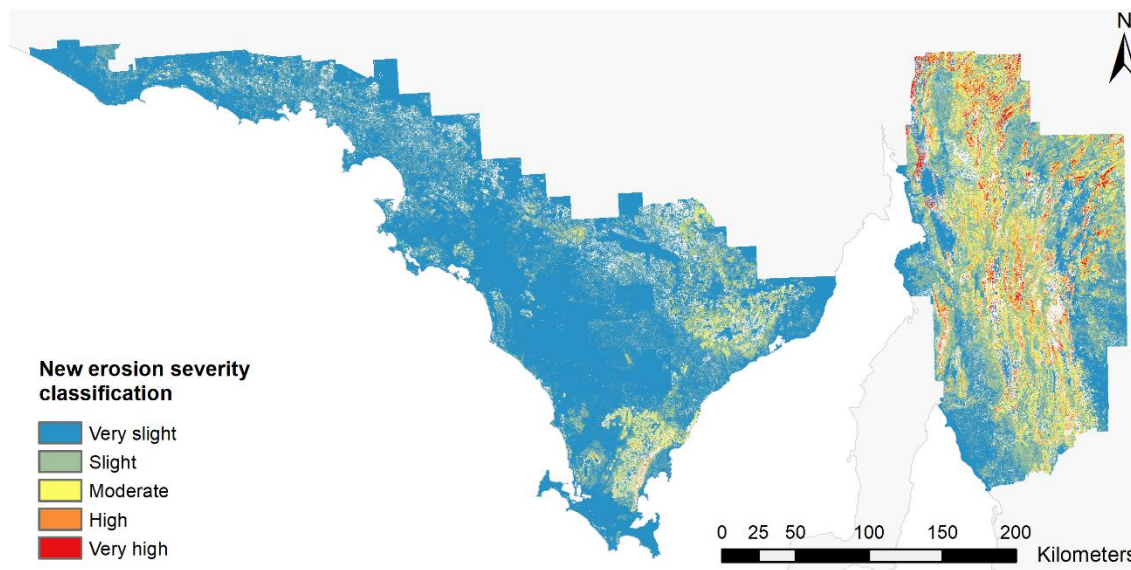 N
New erosion severity
classification
Very slight
Slight
Moderate
High
Very high
0 25 50 100 150 200
Kilometers